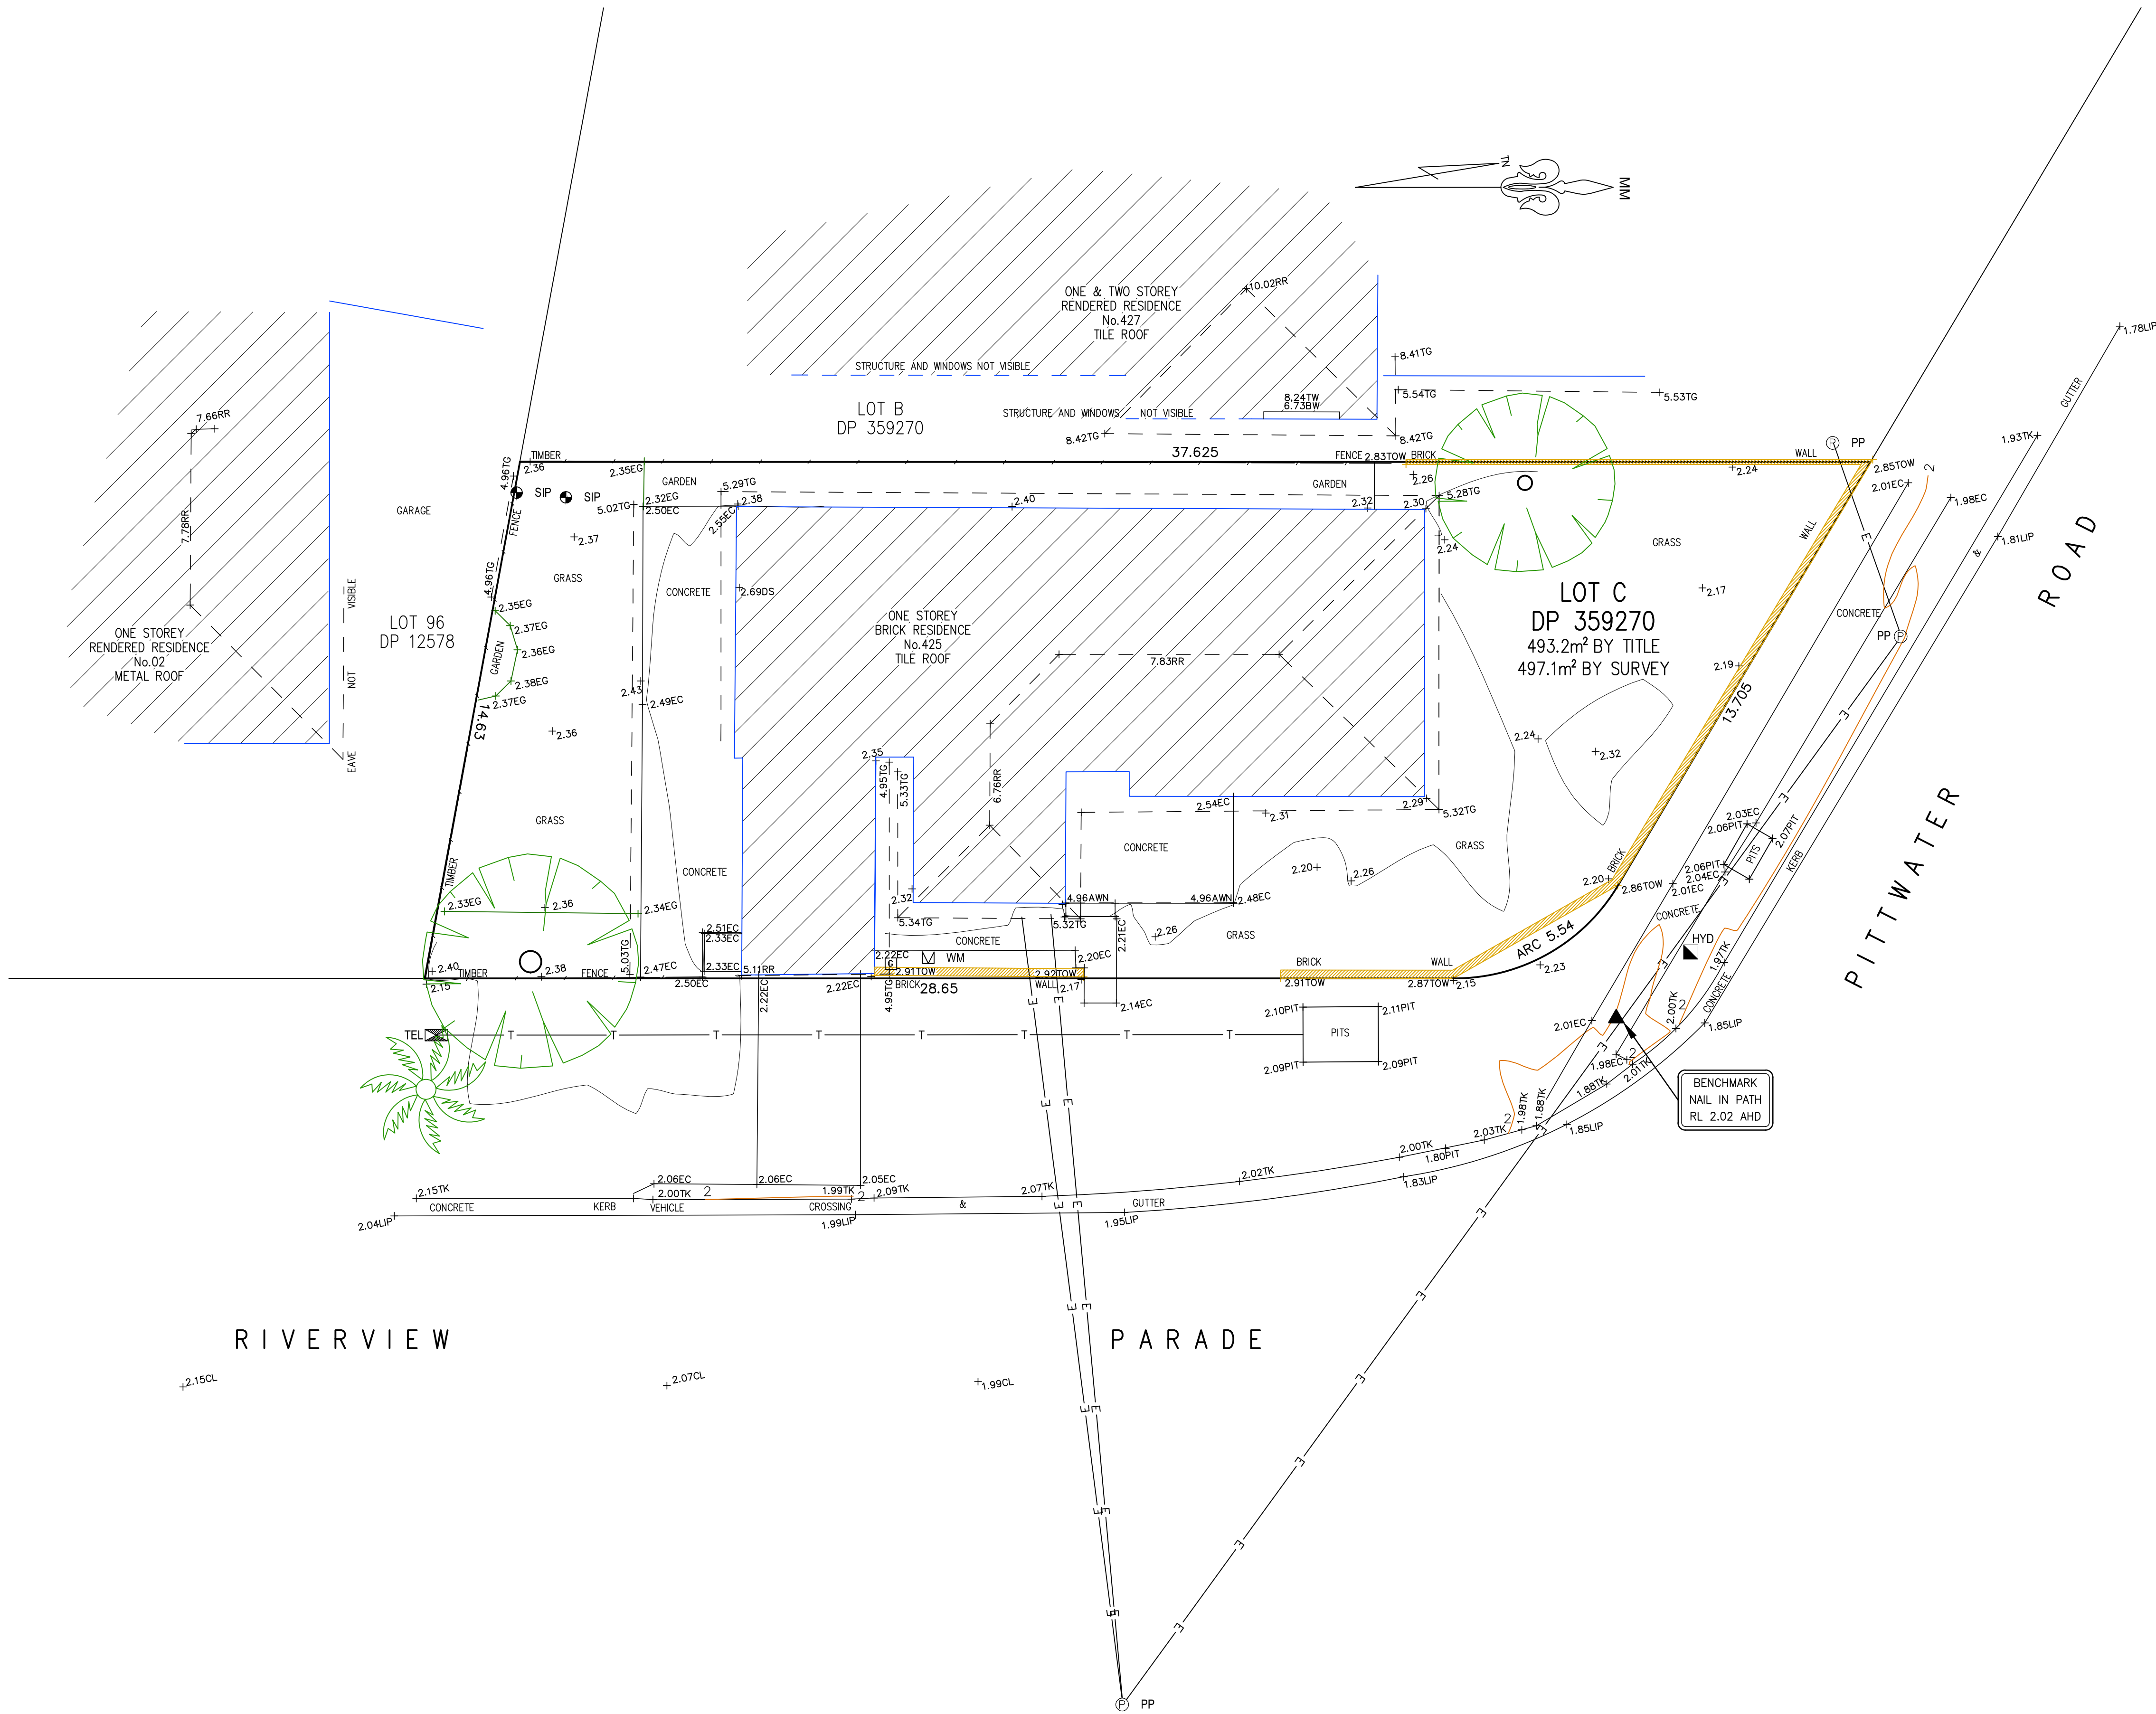 TN
MM
1.78LIP
10.02RR
ONE & TWO STOREY
RENDERED RESIDENCE
No.427
TILE ROOF
8.41TG
STRUCTURE AND WINDOWS NOT VISIBLE
GUTTER
5.54TG
5.53TG
8.24TW
6.73BW
LOT B
DP 359270
STRUCTURE AND WINDOWS NOT VISIBLE
7.66RR
8.42TG
8.42TG
1.93TK
PP
37.625
TIMBER
FENCE
2.83TOW
BRICK
WALL
2.85TOW
2
4.96TG
2.36
2.35EG
2.24
2.26
2.01EC
GARDEN
GARDEN
5.29TG
5.28TG
SIP
SIP
2.32EG
2.38
2.40
2.32
2.30
1.98EC
5.02TG
2.50EC
GARAGE
FENCE
2.55EC
WALL
7.78RR
2.37
2.24
GRASS
E
1.81LIP
&
ROAD
4.96TG
GRASS
CONCRETE
2.69DS
LOT C
DP 359270
493.2m² BY TITLE
497.1m² BY SURVEY
2.17
VISIBLE
NOT
EAVE
2.35EG
2.37EG
2.36EG
2.38EG
2.37EG
GARDEN
LOT 96
DP 12578
ONE STOREY
BRICK RESIDENCE
No.425
TILE ROOF
CONCRETE
PP
ONE STOREY
RENDERED RESIDENCE
No.02
METAL ROOF
7.83RR
2.19
2.43
2.49EC
14.63
13.705
2.36
2.24
2.32
E
2.35
4.95TG
5.33TG
6.76RR
PITTWATER
2.54EC
2.29
5.32TG
2.31
GRASS
CONCRETE
GRASS
2.03EC
2.06PIT
2.07PIT
PITS
KERB
TIMBER
CONCRETE
2.20
2.26
2.06PIT
2.04EC
BRICK
2.20
2.86TOW
2.01EC
2.33EG
2.36
2.34EG
2.32
4.96AWN
4.96AWN
2.48EC
5.34TG
5.32TG
2.21EC
CONCRETE
2.51EC
2.33EC
CONCRETE
2.26
GRASS
ARC 5.54
HYD
2.22EC
WM
2.20EC
BRICK
WALL
2.23
1.97TK
2.40
TIMBER
2.38
FENCE
5.03TG
2.47EC
2.33EC
5.11RR
G
2.91TOW
2.92TOW
2.15
2.50EC
2.22EC
2.22EC
4.95TG
BRICK
28.65
WALL
2.17
2.91TOW
2.87TOW
2.15
CONCRETE
2.14EC
2.10PIT
2.11PIT
2.00TK
2
TEL
T
T
T
T
T
T
T
T
PITS
2.01EC
1.85LIP
2.09PIT
2.09PIT
1.98EC
2
2.01TK
BENCHMARK
NAIL IN PATH
RL 2.02 AHD
1.88TK
1.98TK
1.88TK
2
1.85LIP
2.03TK
2.00TK
1.80PIT
2.02TK
1.83LIP
2.06EC
2.06EC
2.05EC
2.15TK
2.00TK
2
1.99TK
2
2.09TK
2.07TK
CONCRETE
KERB
VEHICLE
CROSSING
&
GUTTER
2.04LIP
1.99LIP
1.95LIP
RIVERVIEW
PARADE
2.15CL
2.07CL
1.99CL
PP